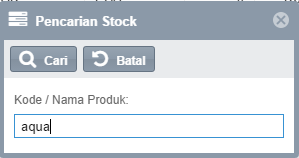 Pencarian Stock
Cari Batal
Kode / Nama Produk:
aqua